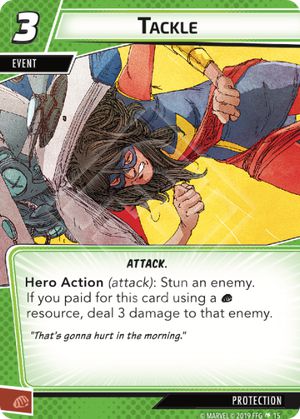 3
TACKLE
EVENT
ATTACK.
Hero Action (attack): Stun an enemy.
If you paid for this card using a
resource, deal 3 damage to that enemy.
"That's gonna hurt in the morning."
PROTECTION
© MARVEL © 2019 FFG 15